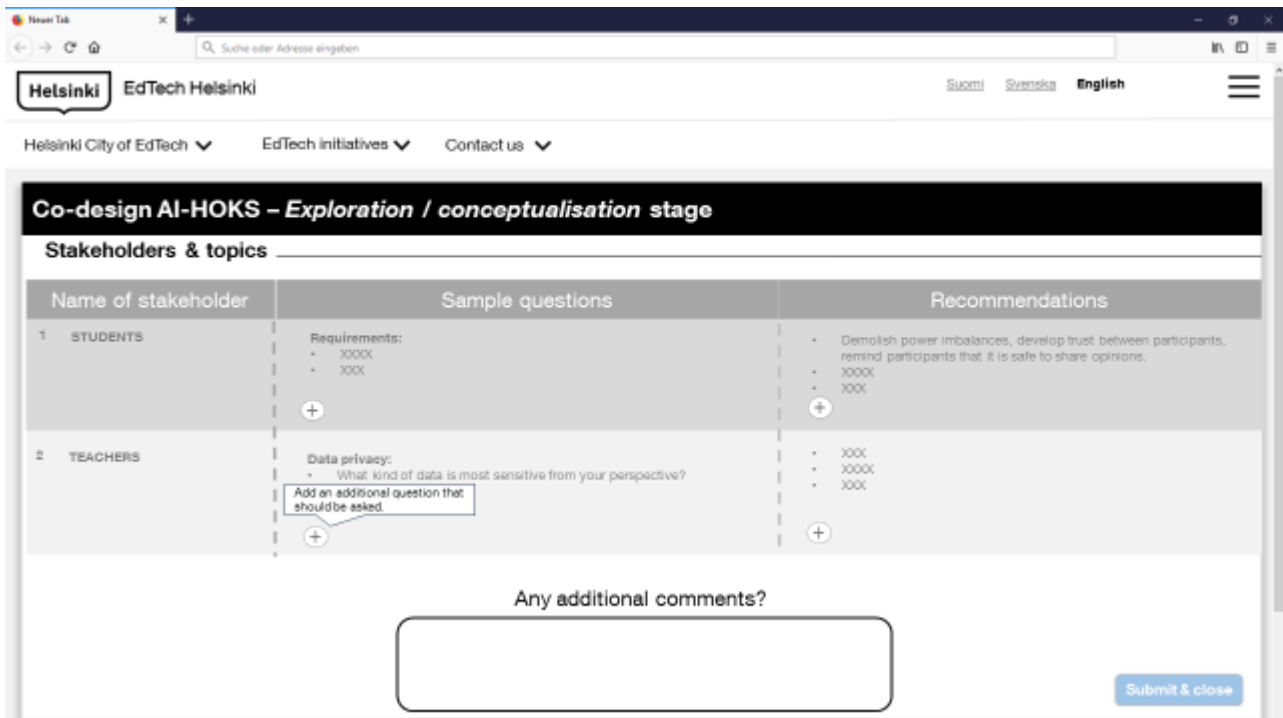 Neuer Tab
Suche oder Adresse eingeben
Helsinki
EdTech Helsinki
Suomi Svenska English
Helsinki City of EdTech EdTech initiatives Contact us
Co-design AI-HOKS – Exploration / conceptualisation stage
Stakeholders & topics
Name of stakeholder Sample questions Recommendations
1 STUDENTS
Requirements:
• XXXX
• XXX
+
• Demolish power imbalances, develop trust between participants,
remind participants that it is safe to share opinions.
• XXXX
• XXX
+
2 TEACHERS
Data privacy:
• What kind of data is most sensitive from your perspective?
Add an additional question that
should be asked.
+
• XXX
• XXXX
• XXX
+
Any additional comments?
Submit & close